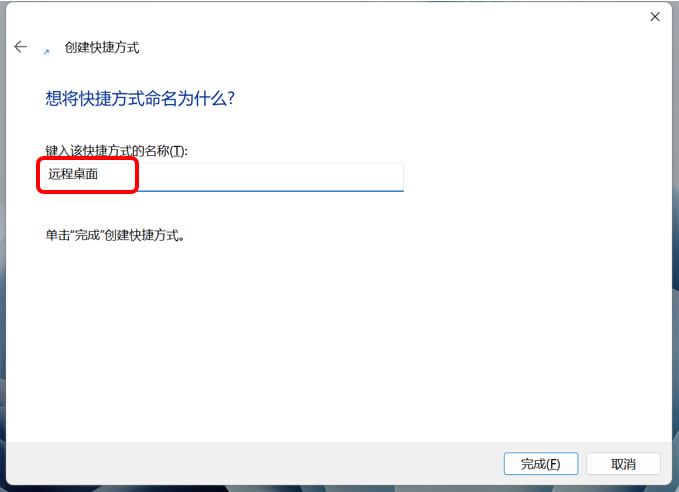 创建快捷方式
想将快捷方式命名为什么?
键入该快捷方式的名称(T):
远程桌面
单击"完成"创建快捷方式。
完成(F)
取消